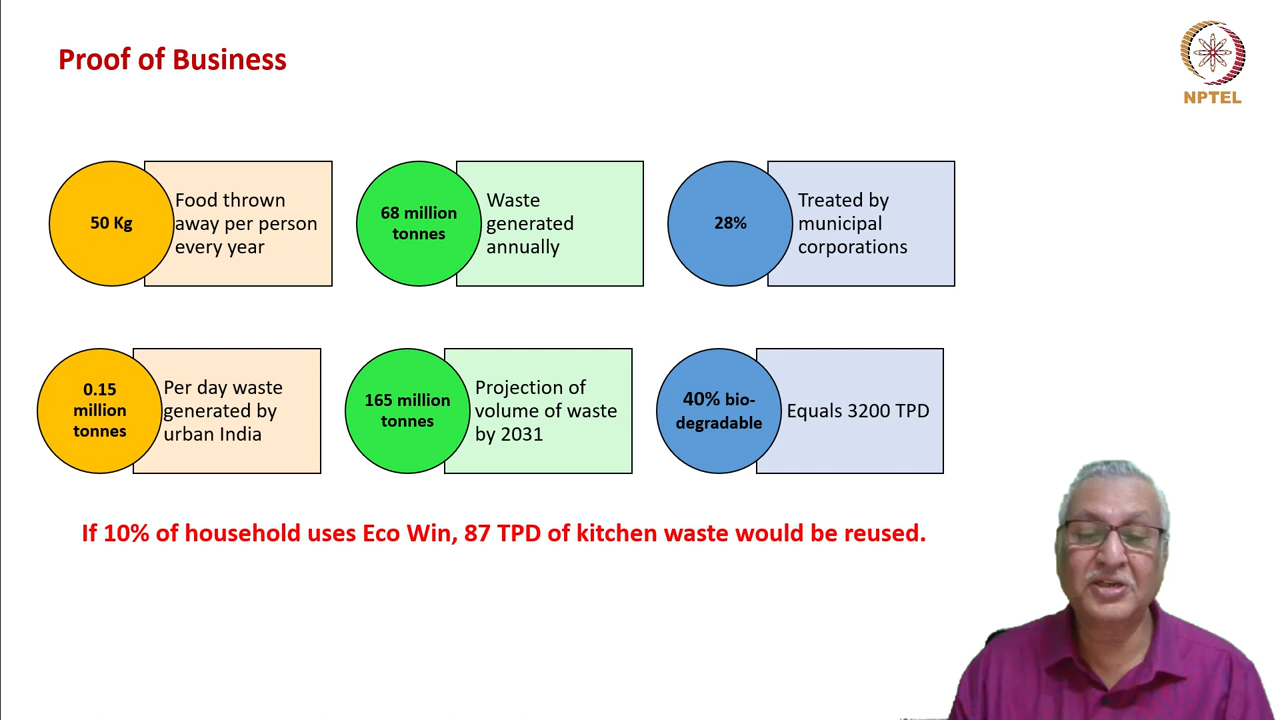 Proof of Business
NPTEL
50 Kg
Food thrown
away per person
every year
68 million
tonnes
Waste
generated
annually
28%
Treated by
municipal
corporations
0.15
million
tonnes
Per day waste
generated by
urban India
165 million
tonnes
Projection of
volume of waste
by 2031
40% bio-
degradable
Equals 3200 TPD
If 10% of household uses Eco Win, 87 TPD of kitchen waste would be reused.